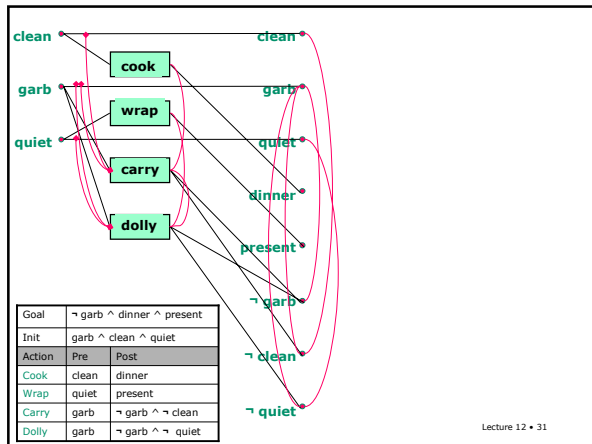 clean
garb
quiet
cook
wrap
carry
dolly
clean
garb
quiet
dinner
present
¬ garb
¬ clean
¬ quiet
Goal ¬ garb ^ dinner ^ present
Init garb ^ clean ^ quiet
Action Pre Post
Cook clean dinner
Wrap quiet present
Carry garb ¬ garb ^ ¬ clean
Dolly garb ¬ garb ^ ¬ quiet
Lecture 12 • 31